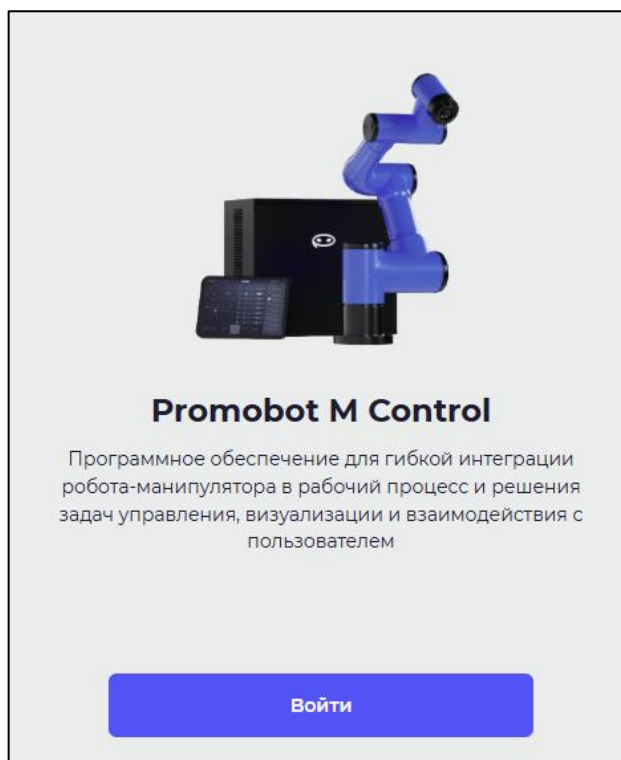 Promobot M Control
Программное обеспечение для гибкой интеграции
робота-манипулятора в рабочий процесс и решения
задач управления, визуализации и взаимодействия с
пользователем
Войти